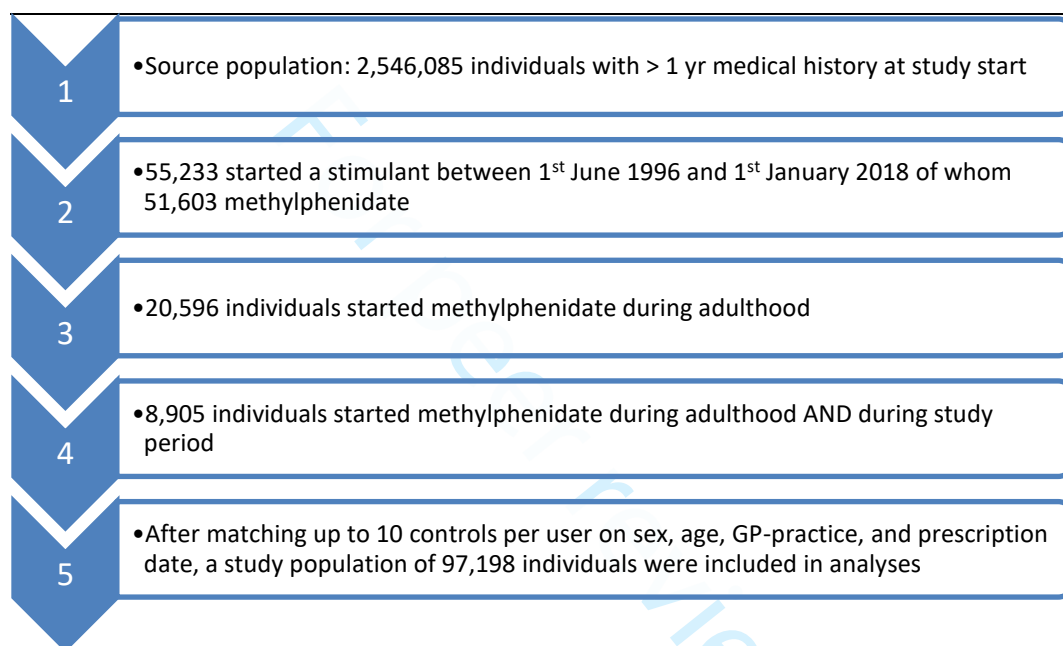 1
•Source population: 2,546,085 individuals with > 1 yr medical history at study start
2
•55,233 started a stimulant between 1st June 1996 and 1st January 2018 of whom
51,603 methylphenidate
3
•20,596 individuals started methylphenidate during adulthood
4
•8,905 individuals started methylphenidate during adulthood AND during study
period
5
•After matching up to 10 controls per user on sex, age, GP-practice, and prescription
date, a study population of 97,198 individuals were included in analyses
For peer revie